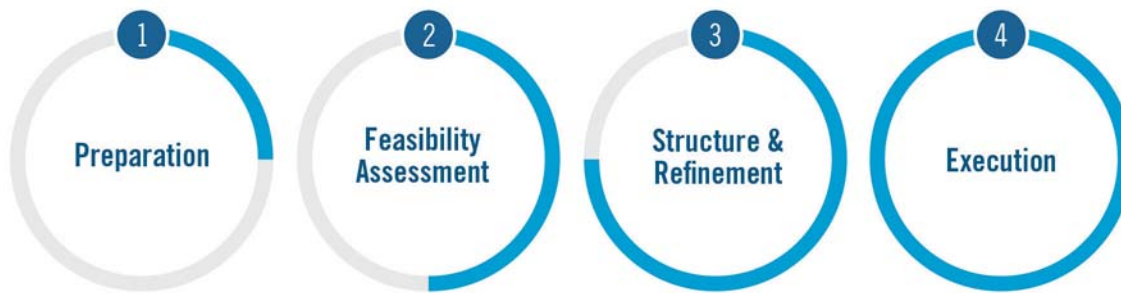 1
Preparation
2
Feasibility
Assessment
3
Structure &
Refinement
4
Execution